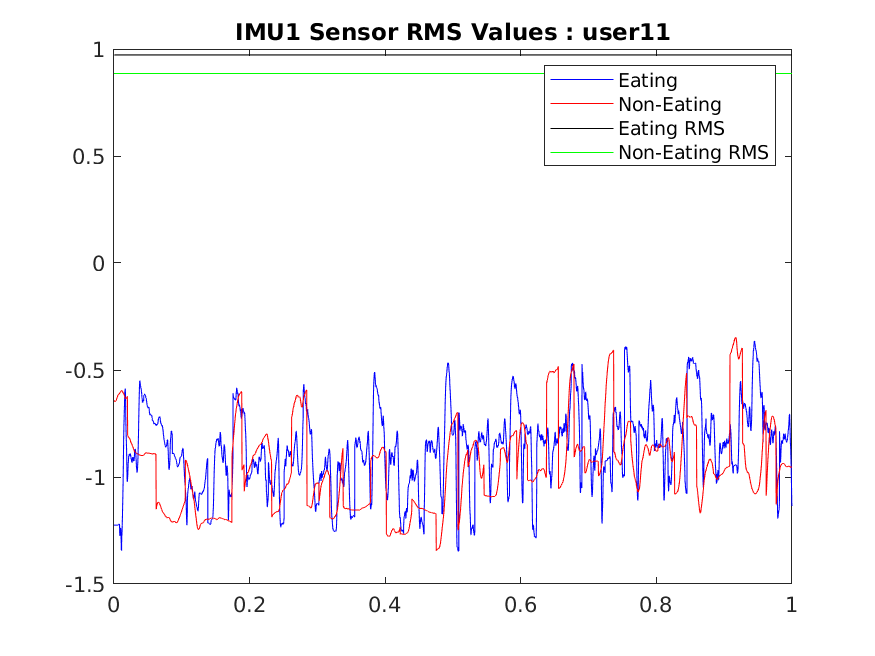 IMU1 Sensor RMS Values : user11
1
0.5
0
-0.5
-1
-1.5
0
0.2
0.4
0.6
0.8
1
Eating
Non-Eating
Eating RMS
Non-Eating RMS